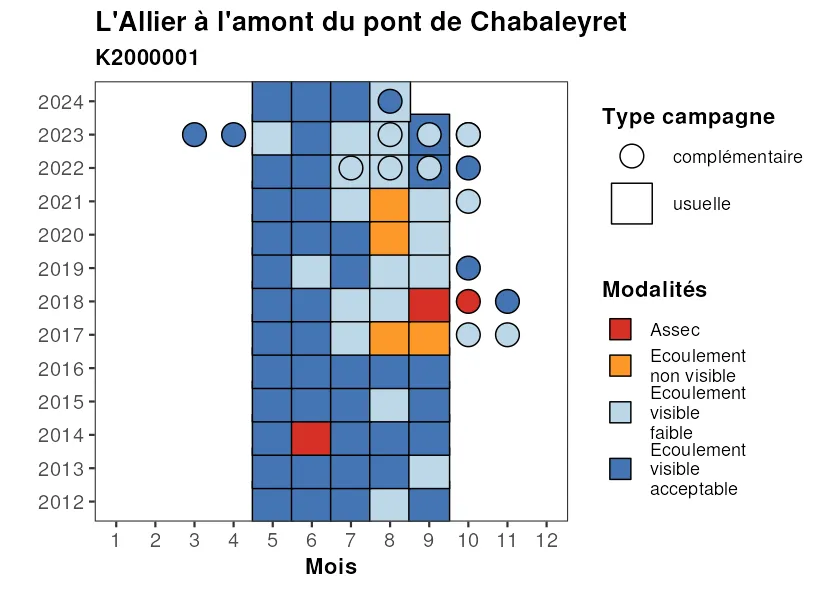 L'Allier à l'amont du pont de Chabaleyret
K2000001
2024
2023
2022
2021
2020
2019
2018
2017
2016
2015
2014
2013
2012
1 2 3 4 5 6 7 8 9 10 11 12
Mois
Type campagne
complémentaire
usuelle
Modalités
Assec
Ecoulement
non visible
Ecoulement
visible
faible
Ecoulement
visible
acceptable